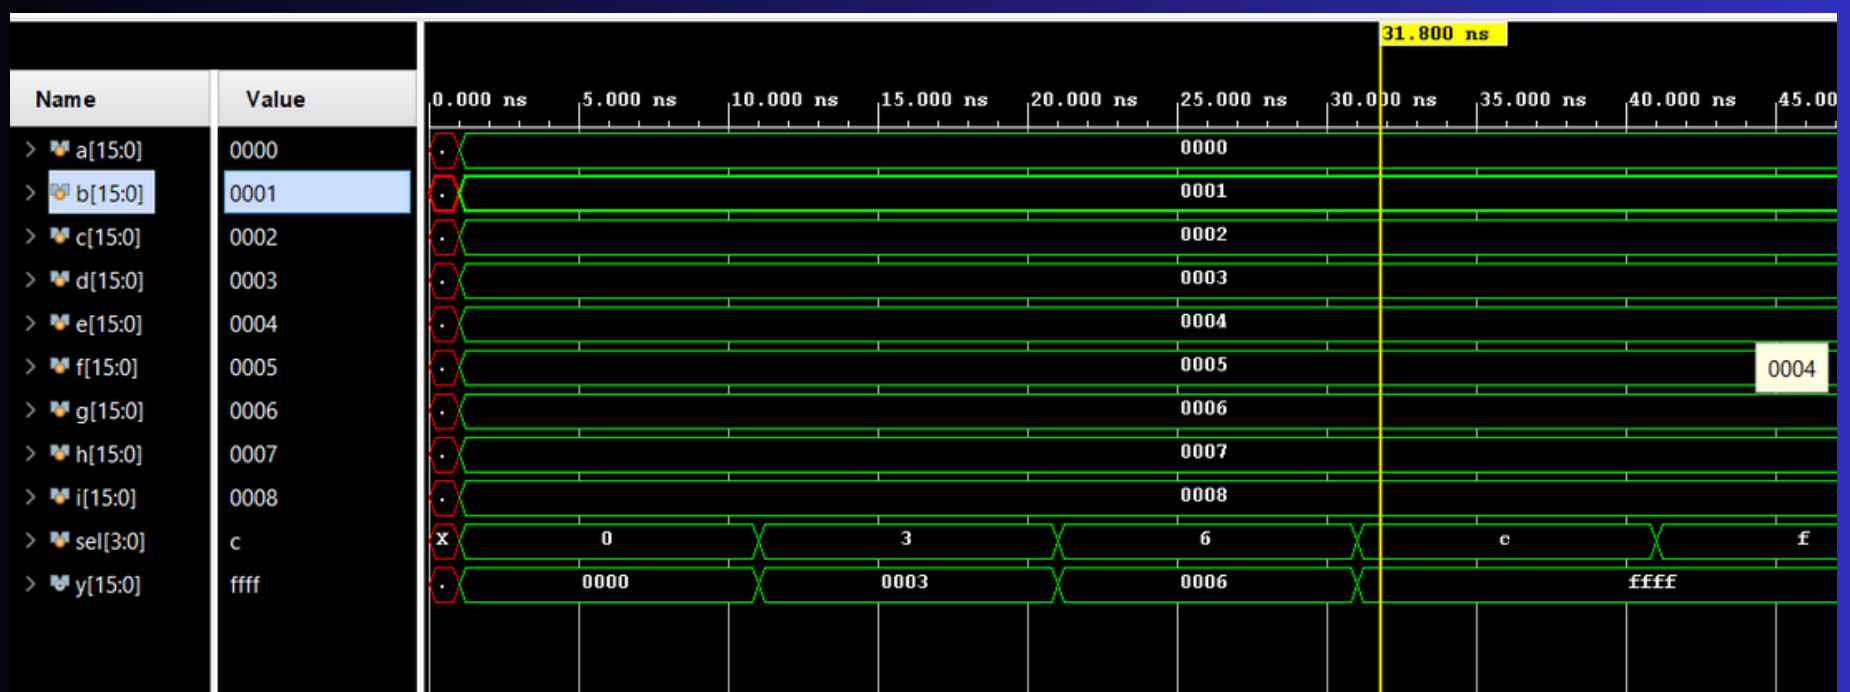 31.800 ns
Name Value 0.000 ns 5.000 ns 10.000 ns 15.000 ns 20.000 ns 25.000 ns 30.000 ns 35.000 ns 40.000 ns 45.00
a[15:0] 0000 0000
b[15:0] 0001 0001
c[15:0] 0002 0002
d[15:0] 0003 0003
e[15:0] 0004 0004
f[15:0] 0005 0005 0004
g[15:0] 0006 0006
h[15:0] 0007 0007
i[15:0] 0008 0008
sel[3:0] c X 0 3 6 c f
y[15:0] ffff 0000 0003 0006 ffff